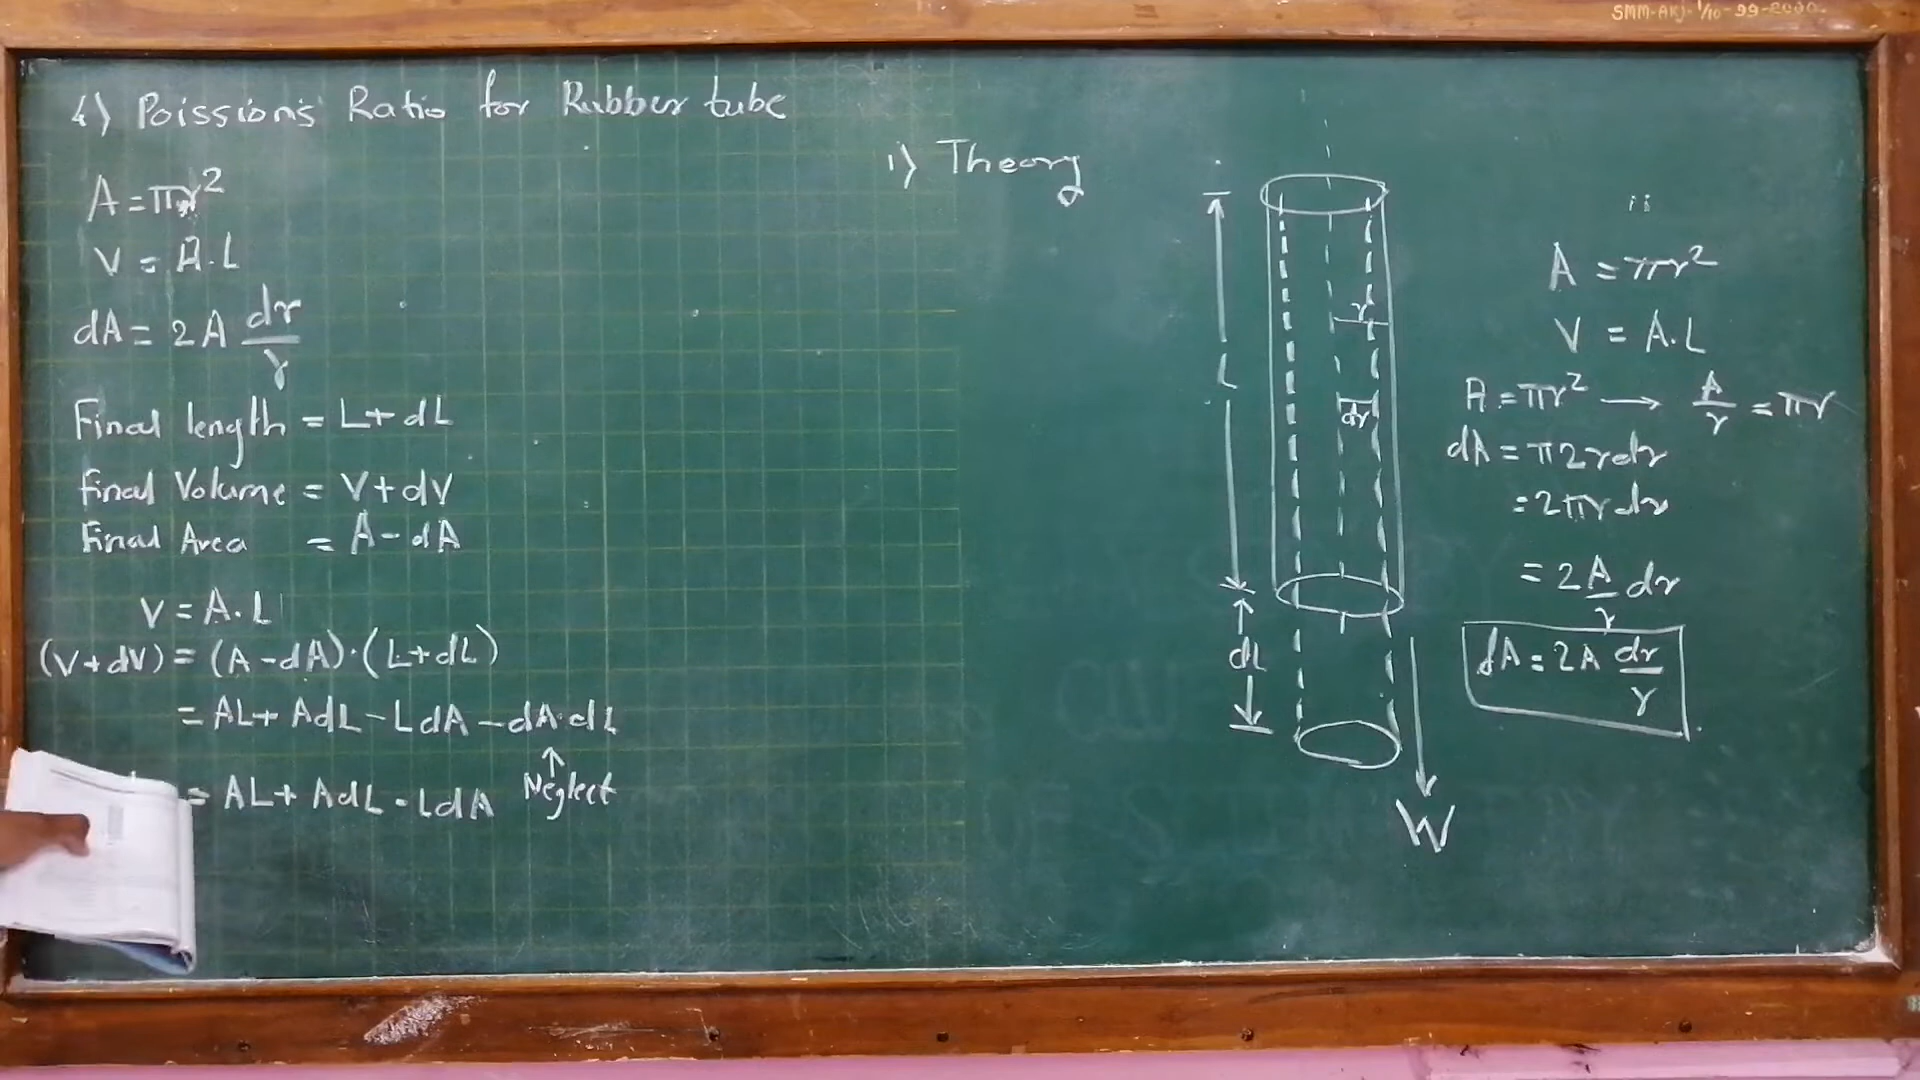 SMM-AKJ-1/10-99-2000.
4) Poission's Ratio for Rubber tube
A = πr²
V = A.L
dA = 2A dr/r
Final length = L+dL
Final Volume = V+dV
Final Area = A-dA
V = A.L
(V+dV) = (A-dA).(L+dL)
= AL+ AdL-LdA-dA.dL
↑
Neglect
= AL+ AdL-LdA
1) Theory
L
r
dr
dL
W
A = πr²
V = A.L
A = πr² → A/r = πr
dA = π2rdr
= 2πrdr
= 2A/r dr
dA = 2A dr/r